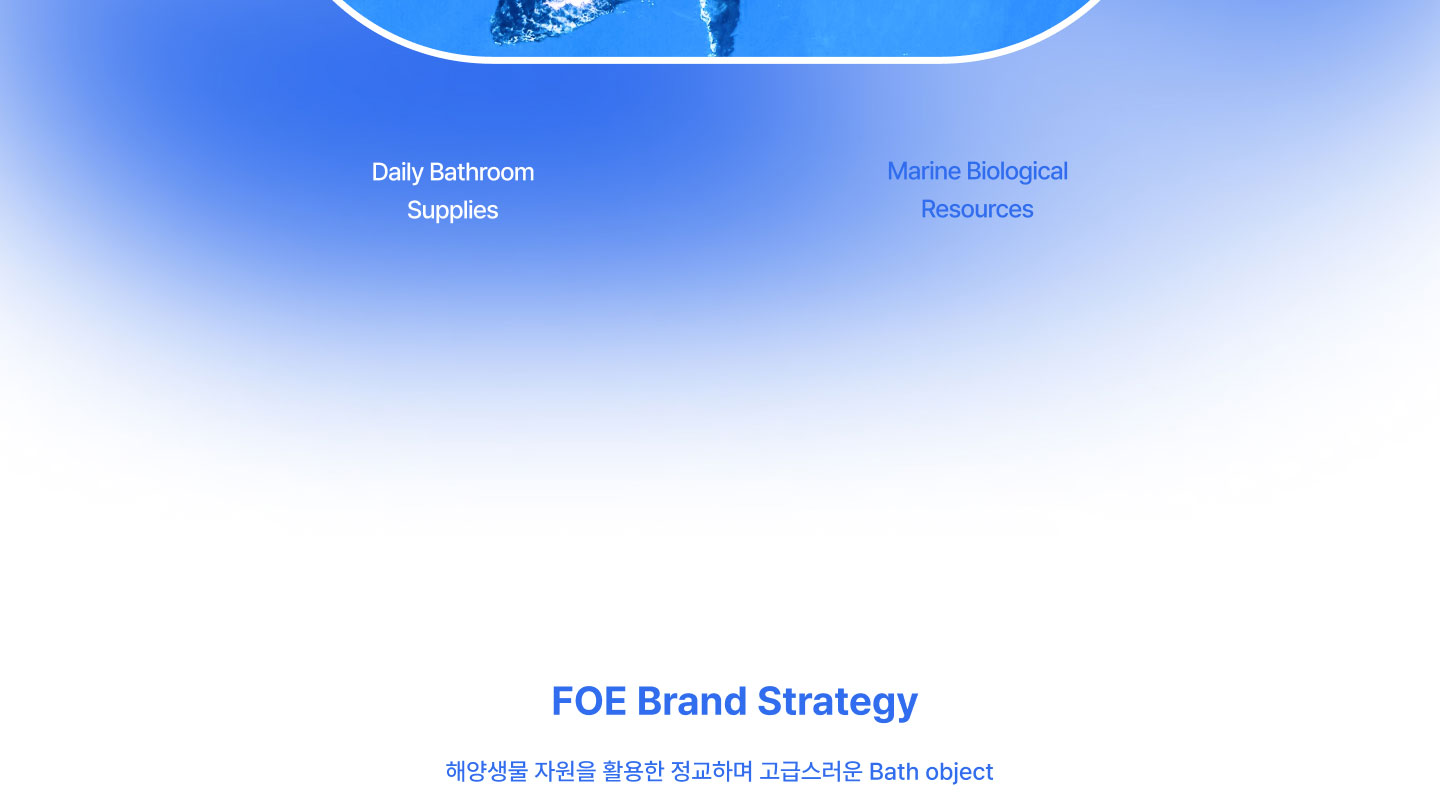 Daily Bathroom
Supplies
Marine Biological
Resources
FOE Brand Strategy
해양생물 자원을 활용한 정교하며 고급스러운 Bath object